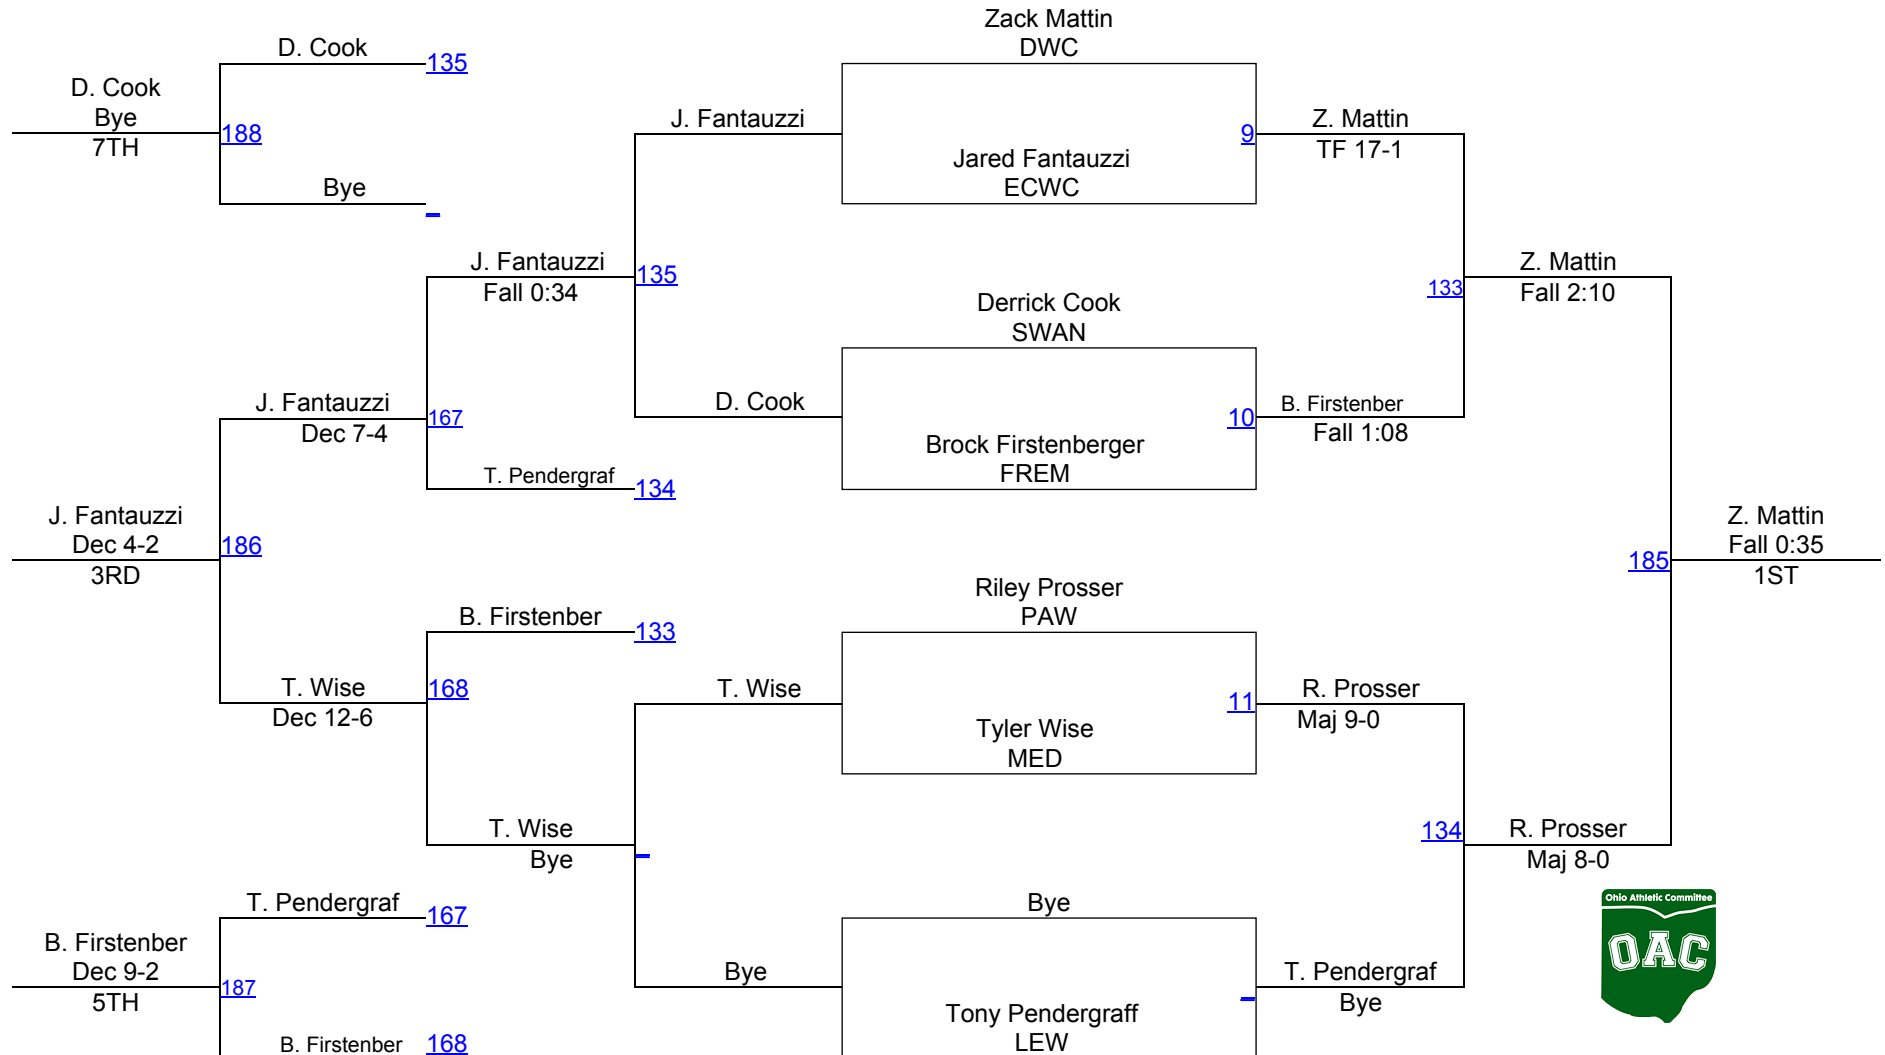 Zack Mattin
DWC
D. Cook
135
D. Cook
Bye
7TH
188
Bye
J. Fantauzzi
9
Z. Mattin
TF 17-1
Jared Fantauzzi
ECWC
J. Fantauzzi
Fall 0:34
135
Z. Mattin
Fall 2:10
133
Derrick Cook
SWAN
J. Fantauzzi
Dec 7-4
167
D. Cook
10
B. Firstenber
Fall 1:08
Brock Firstenberger
FREM
T. Pendergraf
134
J. Fantauzzi
Dec 4-2
3RD
186
185
Z. Mattin
Fall 0:35
1ST
Riley Prosser
PAW
B. Firstenber
133
T. Wise
Dec 12-6
168
T. Wise
11
R. Prosser
Maj 9-0
Tyler Wise
MED
T. Wise
Bye
134
R. Prosser
Maj 8-0
T. Pendergraf
167
Bye
Ohio Athletic Committee
OAC
B. Firstenber
Dec 9-2
5TH
187
Bye
T. Pendergraf
Bye
Tony Pendergraff
LEW
B. Firstenber
168